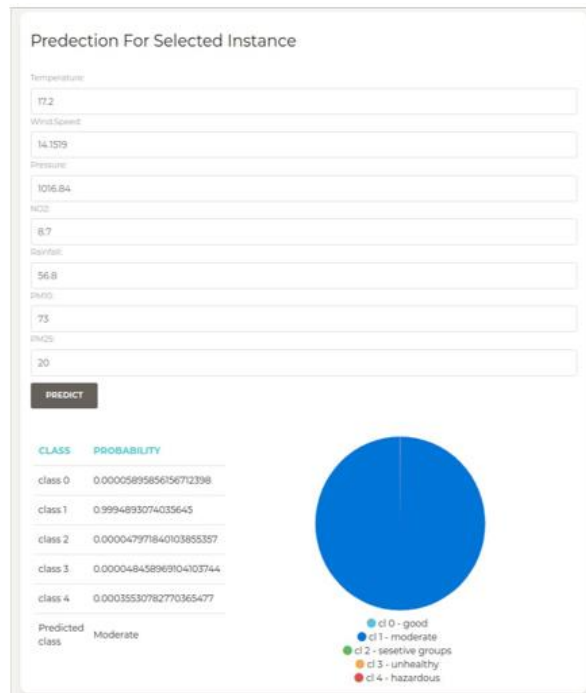 Predection For Selected Instance
Temperature:
17.2
Wind.Speed:
14.1519
Pressure:
1016.84
NO2:
8.7
Rainfall:
56.8
PM10:
73
PM25:
20
PREDICT
CLASS PROBABILITY
class 0 0.00005895856156712398
class 1 0.9994893074035645
class 2 0.000047971840103855357
class 3 0.000048458969104103744
class 4 0.00035530782770365477
Predicted class Moderate
cl 0 - good
cl 1 - moderate
cl 2 - sesetive groups
cl 3 - unhealthy
cl 4 - hazardous